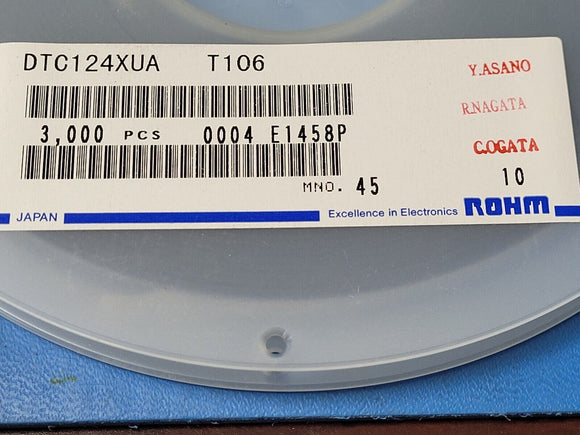 DTC124XUA T106
Y.ASANO
R.NAGATA
3,000 PCS 0004 E1458P
C.OGATA
MNO. 45
10
JAPAN
Excellence in Electronics ROHM